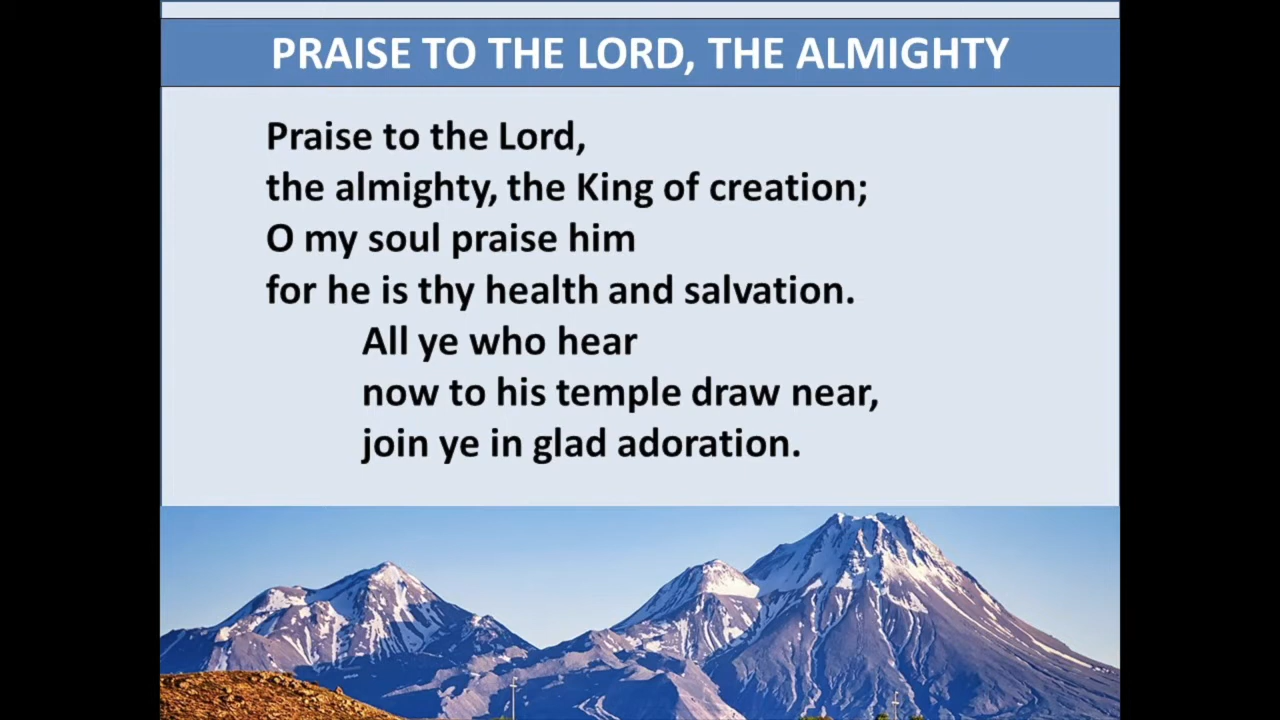 PRAISE TO THE LORD, THE ALMIGHTY
Praise to the Lord,
the almighty, the King of creation;
O my soul praise him
for he is thy health and salvation.
All ye who hear
now to his temple draw near,
join ye in glad adoration.